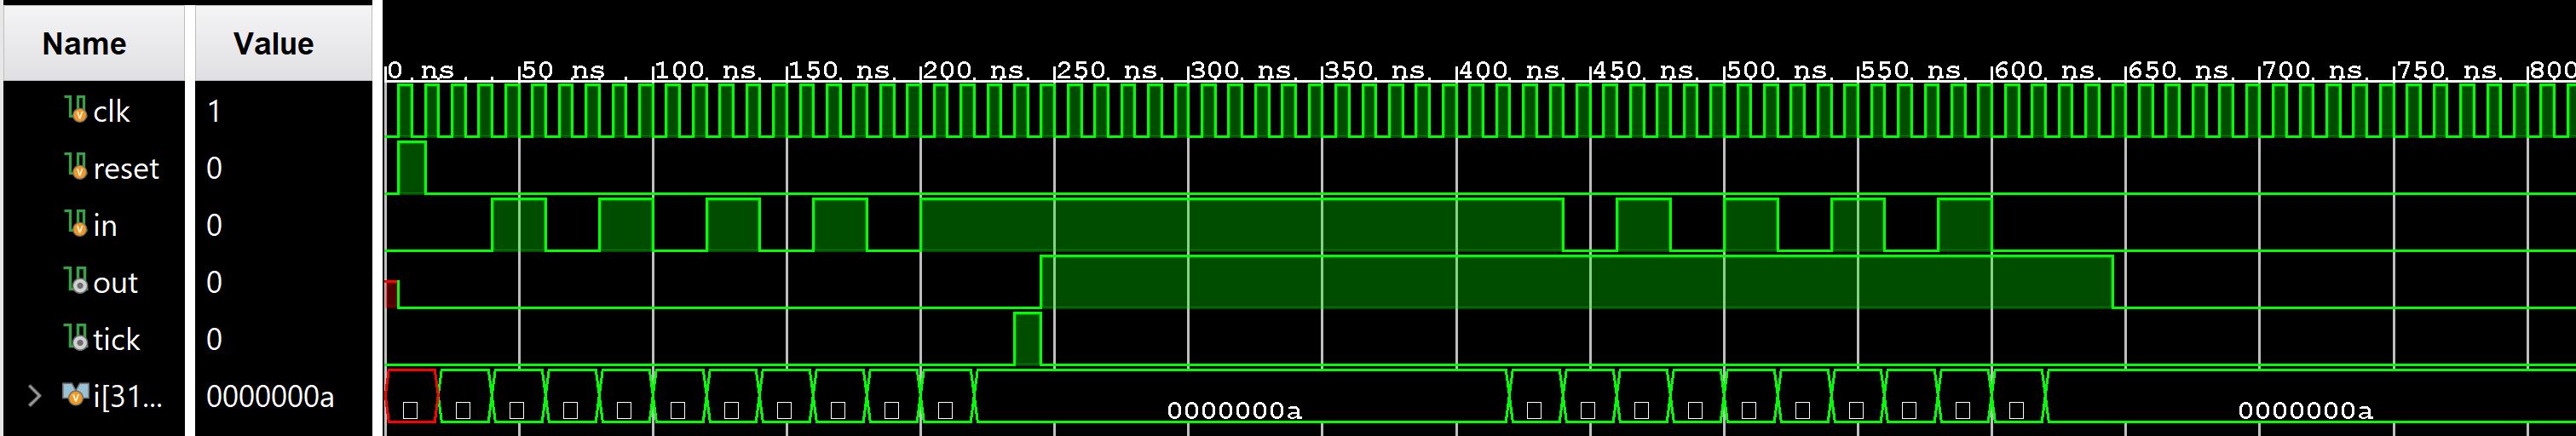 Name Value
0 ns 50 ns 100 ns 150 ns 200 ns 250 ns 300 ns 350 ns 400 ns 450 ns 500 ns 550 ns 600 ns 650 ns 700 ns 750 ns 800
clk 1
reset 0
in 0
out 0
tick 0
i[31... 0000000a 0000000a 0000000a